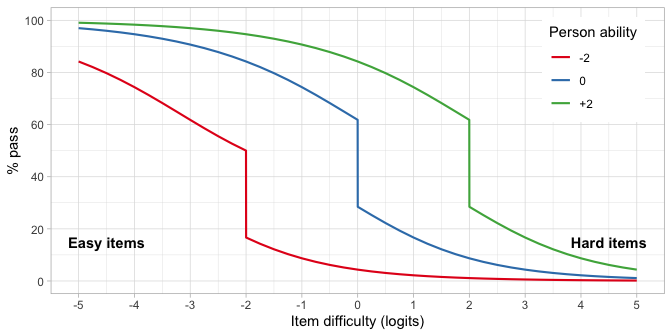 Person ability
-2
0
+2
100
80
60
40
20
0
% pass
Easy items
Hard items
-5 -4 -3 -2 -1 0 1 2 3 4 5
Item difficulty (logits)